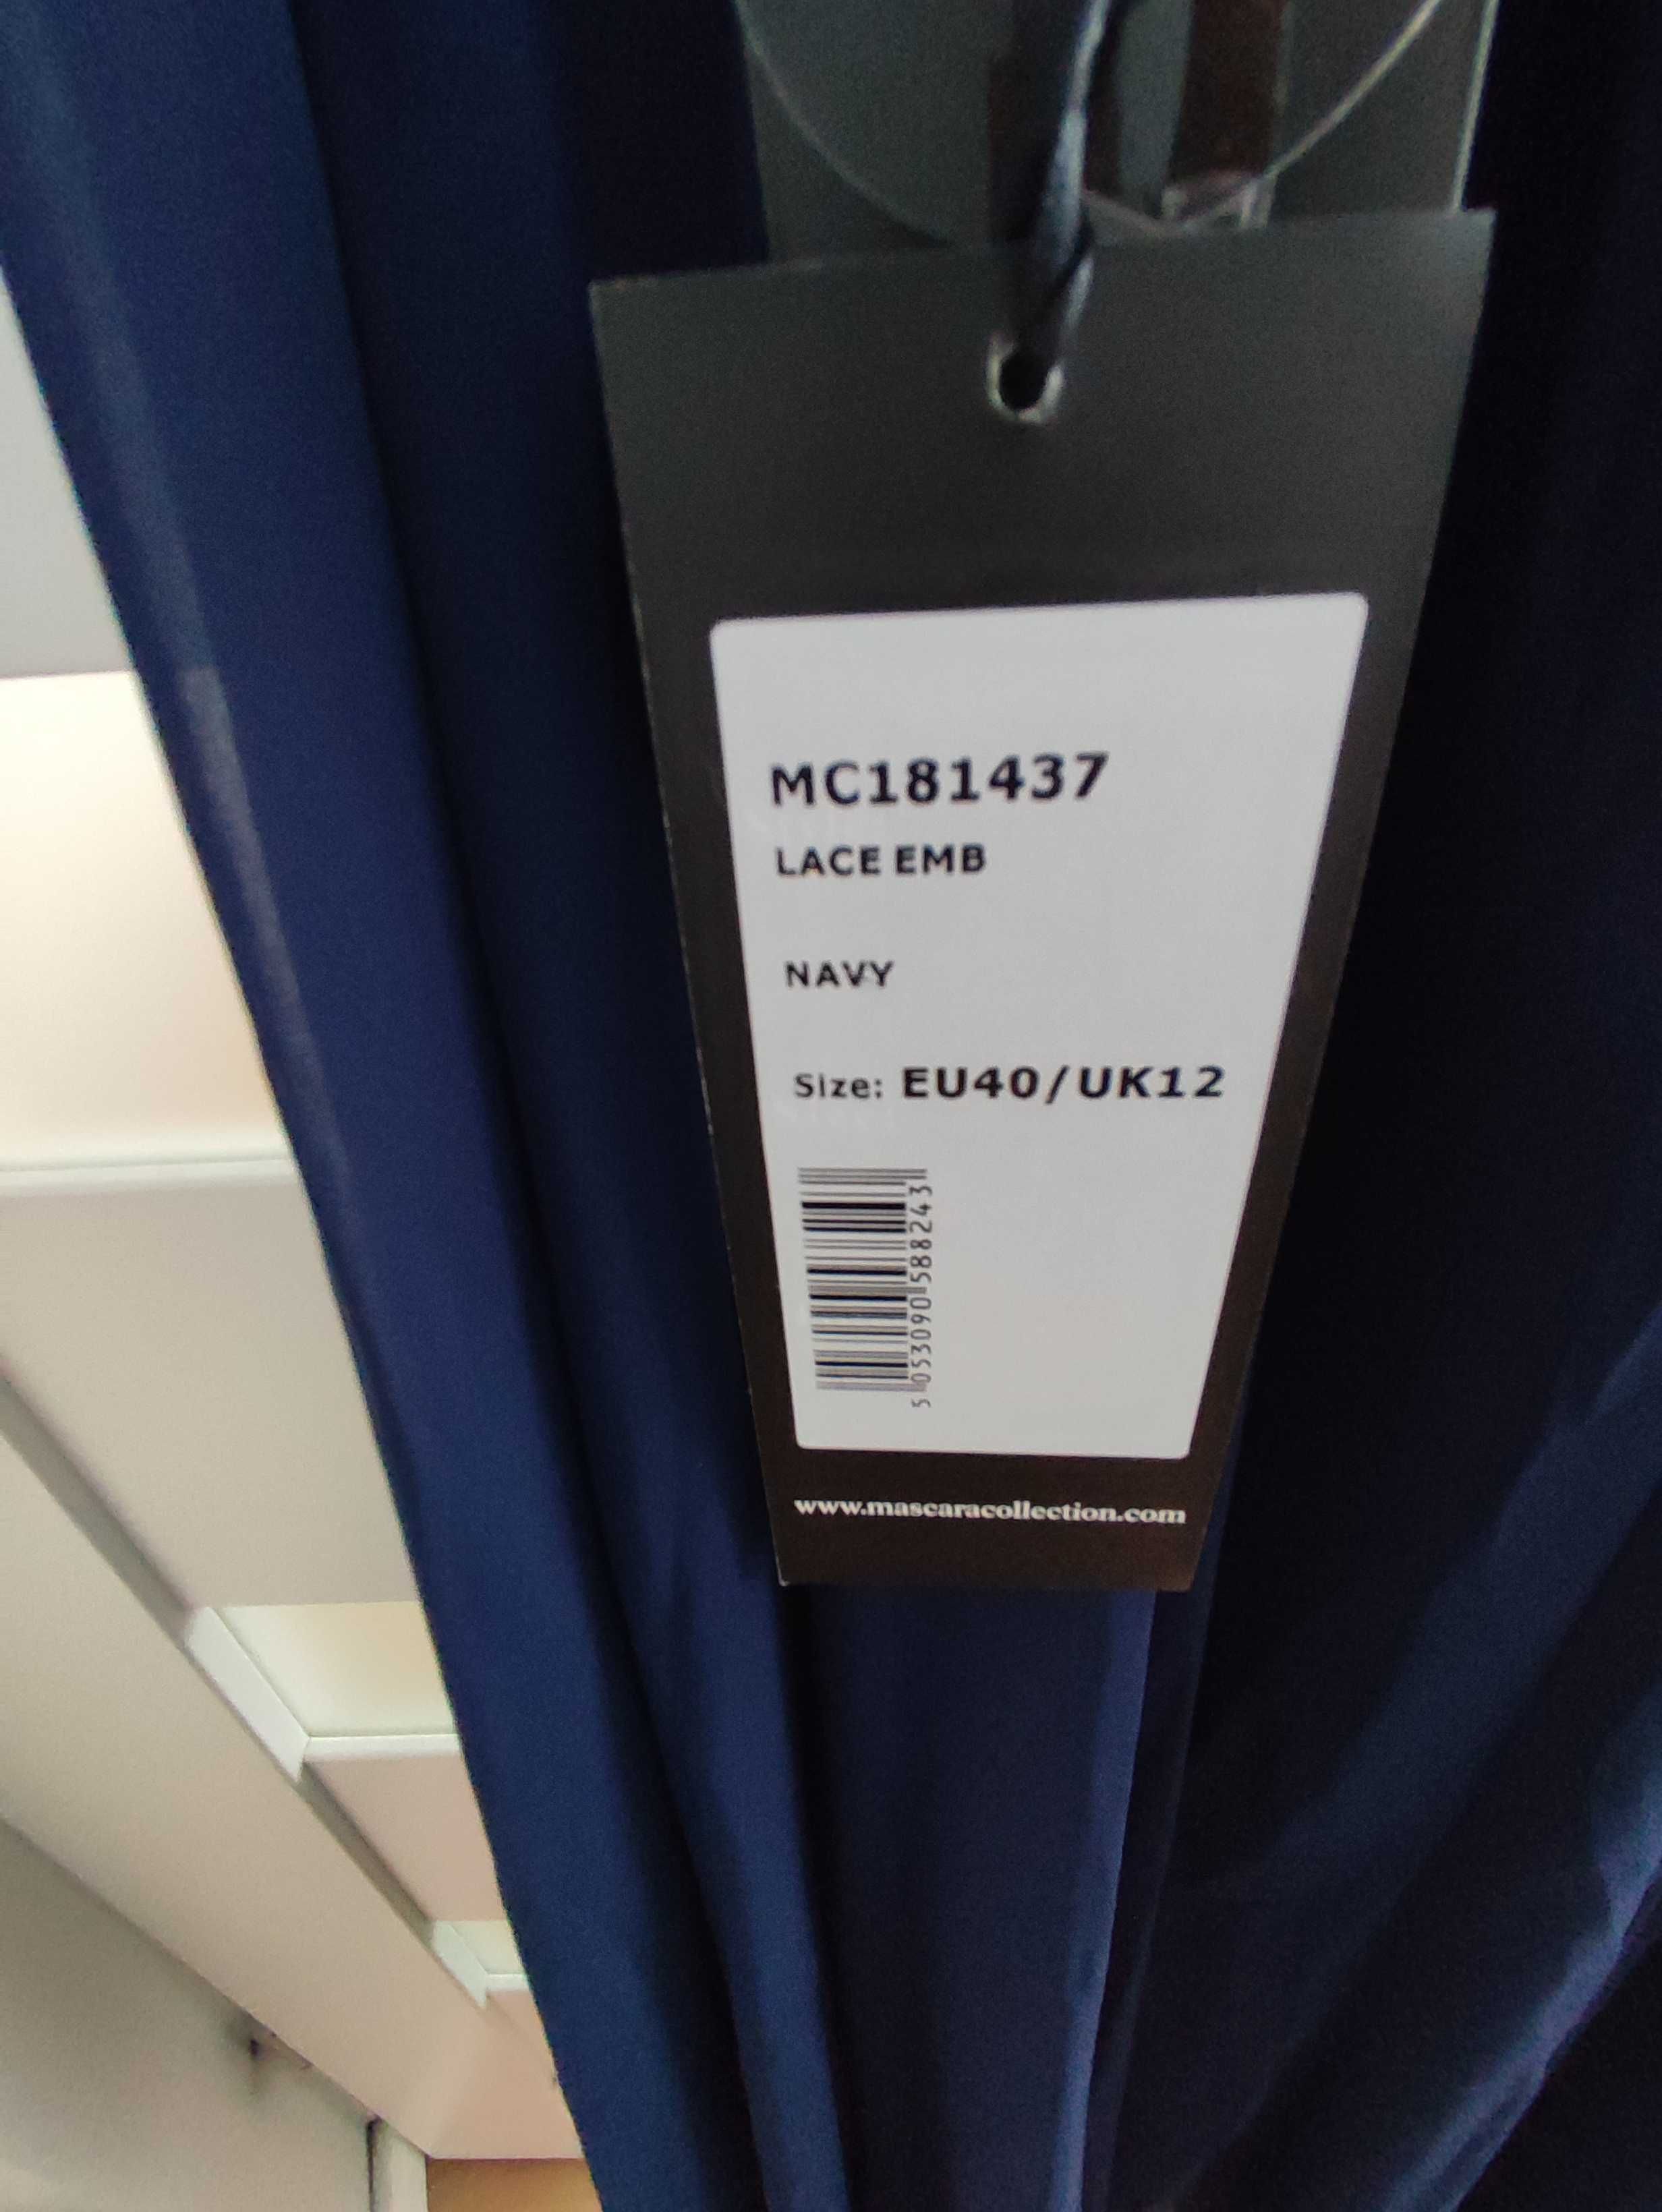 MC181437
LACE EMB
NAVY
Size: EU40/UK12
5 053090 588243
www.mascaracollection.com